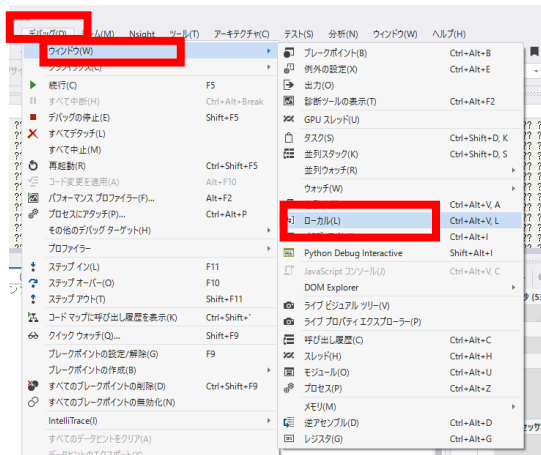 デバッグ(D) チーム(M) Nsight ツール(T) アーキテクチャ(C) テスト(S) 分析(N) ウィンドウ(W) ヘルプ(H)
ウィンドウ(W)
グラフィックス(C)
続行(C) F5
すべて中断(H) Ctrl+Alt+Break
デバッグの停止(E) Shift+F5
すべてデタッチ(L)
すべて中止(M)
再起動(R) Ctrl+Shift+F5
コード変更を適用(A) Alt+F10
パフォーマンス プロファイラー(F)... Alt+F2
プロセスにアタッチ(P)... Ctrl+Alt+P
その他のデバッグ ターゲット(H)
プロファイラー
ステップ イン(L) F11
ステップ オーバー(O) F10
ステップ アウト(T) Shift+F11
コード マップに呼び出し履歴を表示(K) Ctrl+Shift+`
クイック ウォッチ(Q)... Shift+F9
ブレークポイントの設定/解除(G) F9
ブレークポイントの作成(B)
すべてのブレークポイントの削除(D) Ctrl+Shift+F9
すべてのブレークポイントの無効化(N)
IntelliTrace(I)
すべてのデータヒントをクリア(A)
データヒントのエクスポート(X)
ブレークポイント(B) Ctrl+Alt+B
例外の設定(X) Ctrl+Alt+E
出力(O)
診断ツールの表示(T) Ctrl+Alt+F2
GPU スレッド(U)
タスク(S) Ctrl+Shift+D, K
並列スタック(K) Ctrl+Shift+D, S
並列ウォッチ(R)
ウォッチ(W)
Ctrl+Alt+V, A
ローカル(L) Ctrl+Alt+V, L
Ctrl+Alt+I
Python Debug Interactive Shift+Alt+I
JavaScript コンソール(J) Ctrl+Alt+V, C
DOM Explorer
ライブ ビジュアル ツリー(V)
ライブ プロパティ エクスプローラー(P)
呼び出し履歴(C) Ctrl+Alt+C
スレッド(H) Ctrl+Alt+H
モジュール(O) Ctrl+Alt+U
プロセス(P) Ctrl+Alt+Z
メモリ(M)
逆アセンブル(D) Ctrl+Alt+D
レジスタ(G) Ctrl+Alt+G